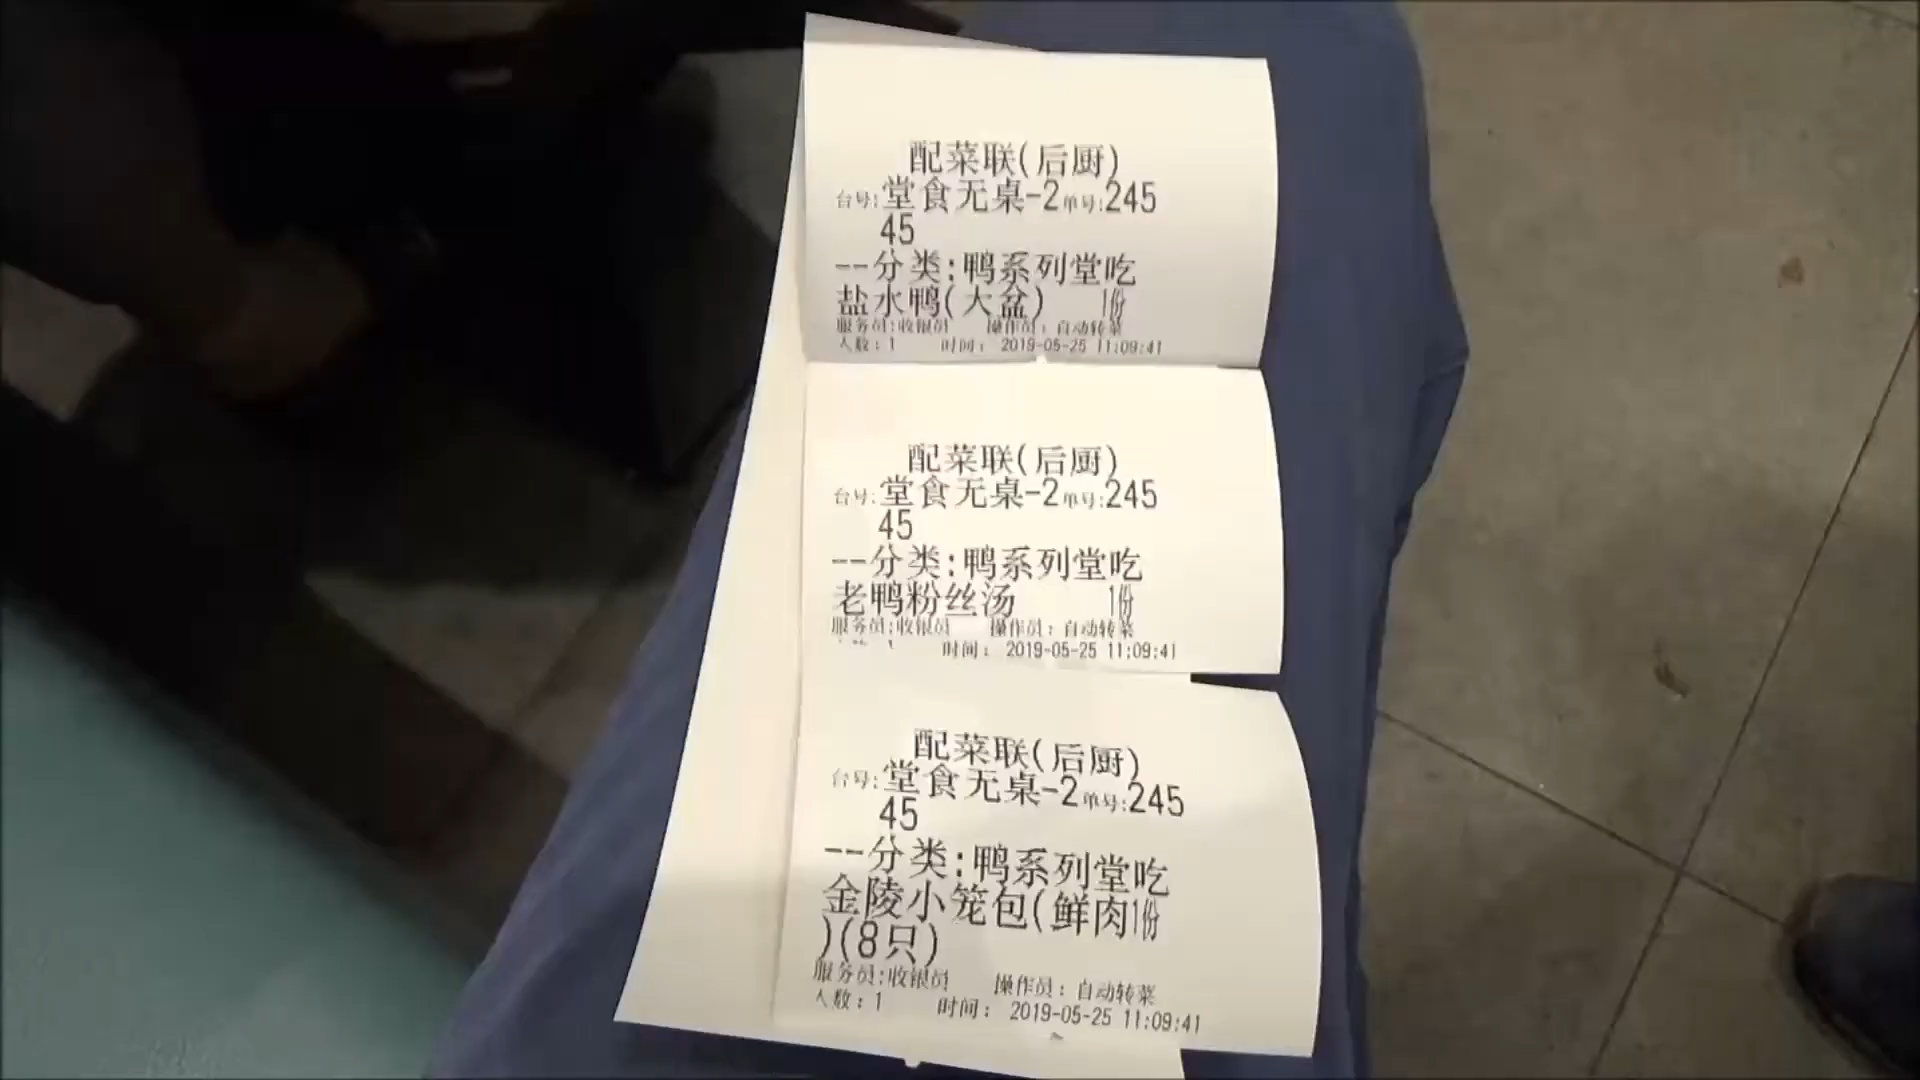 配菜联(后厨)
台号:堂食无桌-2单号:245
45
--分类:鸭系列堂吃
盐水鸭(大盆) 1份
服务员:收银员 操作员: 自动转菜
人数: 1 时间: 2019-05-25 11:09:41
配菜联(后厨)
台号:堂食无桌-2单号:245
45
--分类:鸭系列堂吃
老鸭粉丝汤 1份
服务员:收银员 操作员: 自动转菜
1 时间: 2019-05-25 11:09:41
配菜联(后厨)
台号:堂食无桌-2单号:245
45
--分类:鸭系列堂吃
金陵小笼包(鲜肉1份
)(8只)
服务员:收银员 操作员: 自动转菜
人数: 1 时间: 2019-05-25 11:09:41